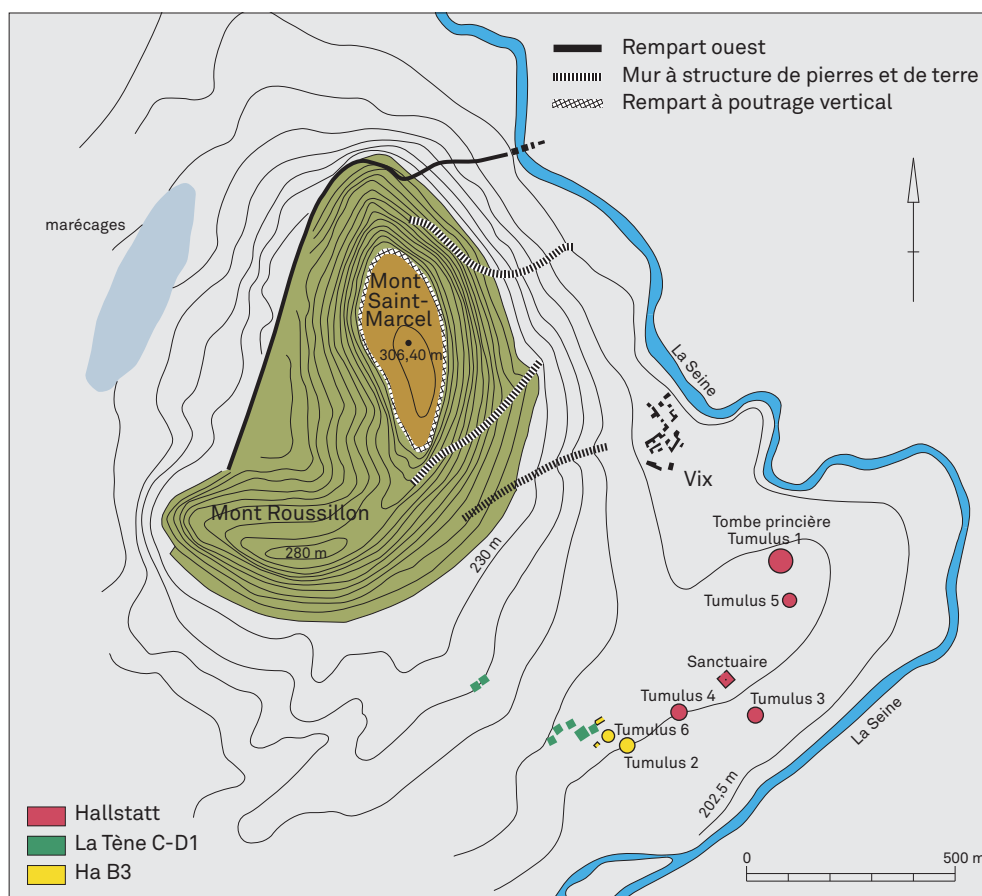 Rempart ouest
Mur à structure de pierres et de terre
Rempart à poutrage vertical
marécages
Mont
Saint-
Marcel
306,40 m
La Seine
Vix
Mont Roussillon
280 m
230 m
Tombe princière
Tumulus 1
Tumulus 5
Sanctuaire
Tumulus 4
Tumulus 3
Tumulus 6
Tumulus 2
La Seine
202,5 m
Hallstatt
La Tène C-D1
Ha B3
0
500 m